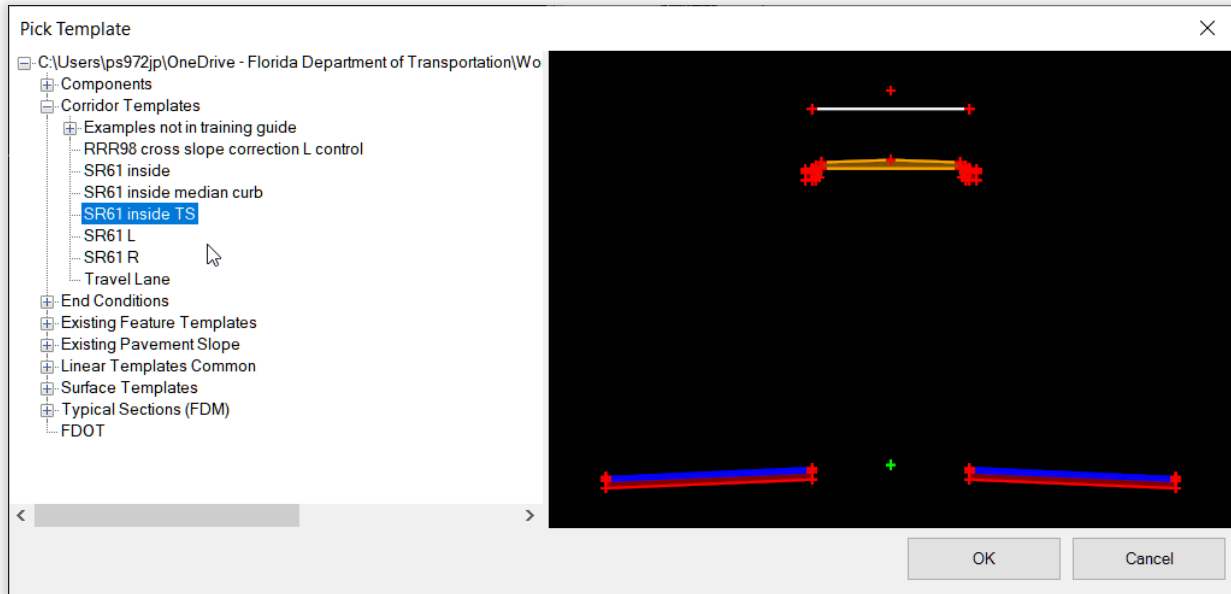 Pick Template
C:\Users\ps972jp\OneDrive - Florida Department of Transportation\Wo
Components
Corridor Templates
Examples not in training guide
RRR98 cross slope correction L control
SR61 inside
SR61 inside median curb
SR61 inside TS
SR61 L
SR61 R
Travel Lane
End Conditions
Existing Feature Templates
Existing Pavement Slope
Linear Templates Common
Surface Templates
Typical Sections (FDM)
FDOT
OK
Cancel